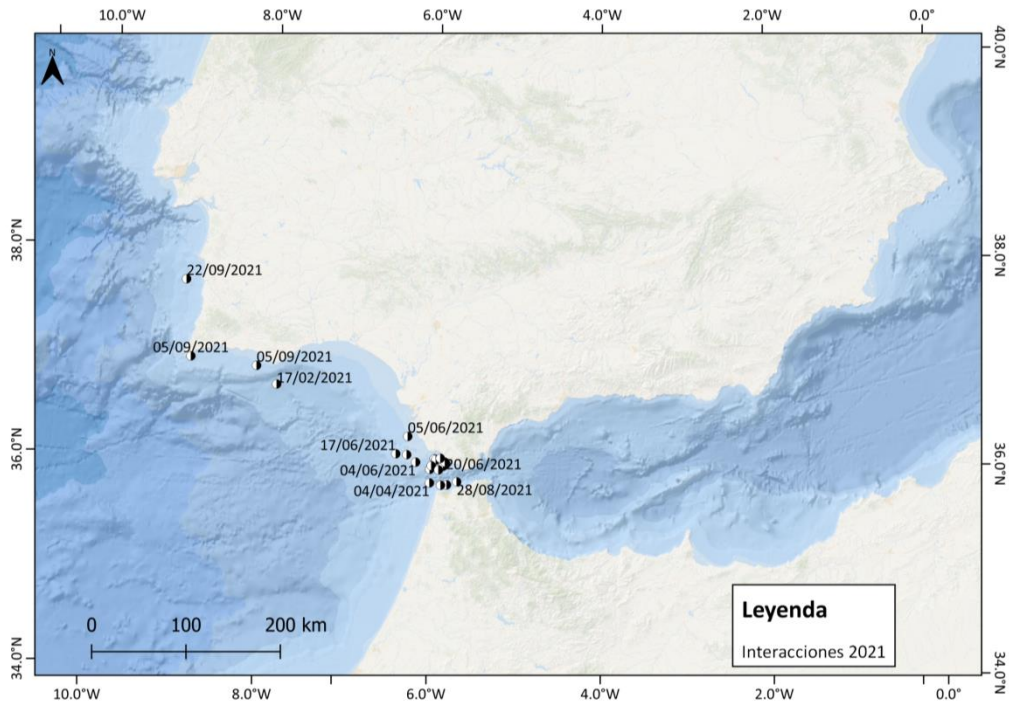 10.0°W 8.0°W 6.0°W 4.0°W 2.0°W 0.0°
N
40.0°N
38.0°N
38.0°N
22/09/2021
05/09/2021
05/09/2021
17/02/2021
05/06/2021
17/06/2021
36.0°N
36.0°N
04/06/2021
20/06/2021
04/04/2021
28/08/2021
Leyenda
Interacciones 2021
0 100 200 km
34.0°N
34.0°N
10.0°W 8.0°W 6.0°W 4.0°W 2.0°W 0.0°